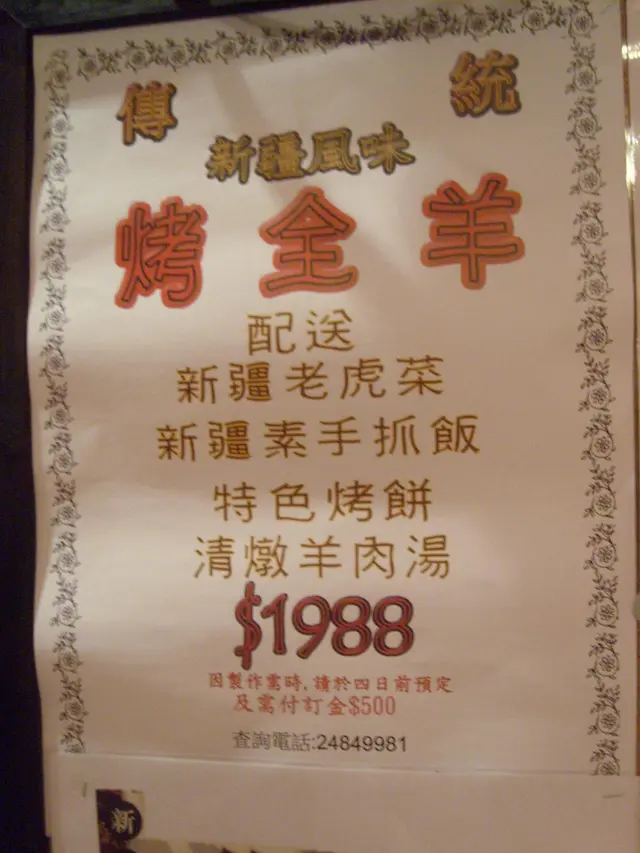 傳統
新疆風味
烤全羊
配送
新疆老虎菜
新疆素手抓飯
特色烤餅
清燉羊肉湯
$1988
因製作需時,請於四日前預定
及需付訂金$500
查詢電話:24849981
新